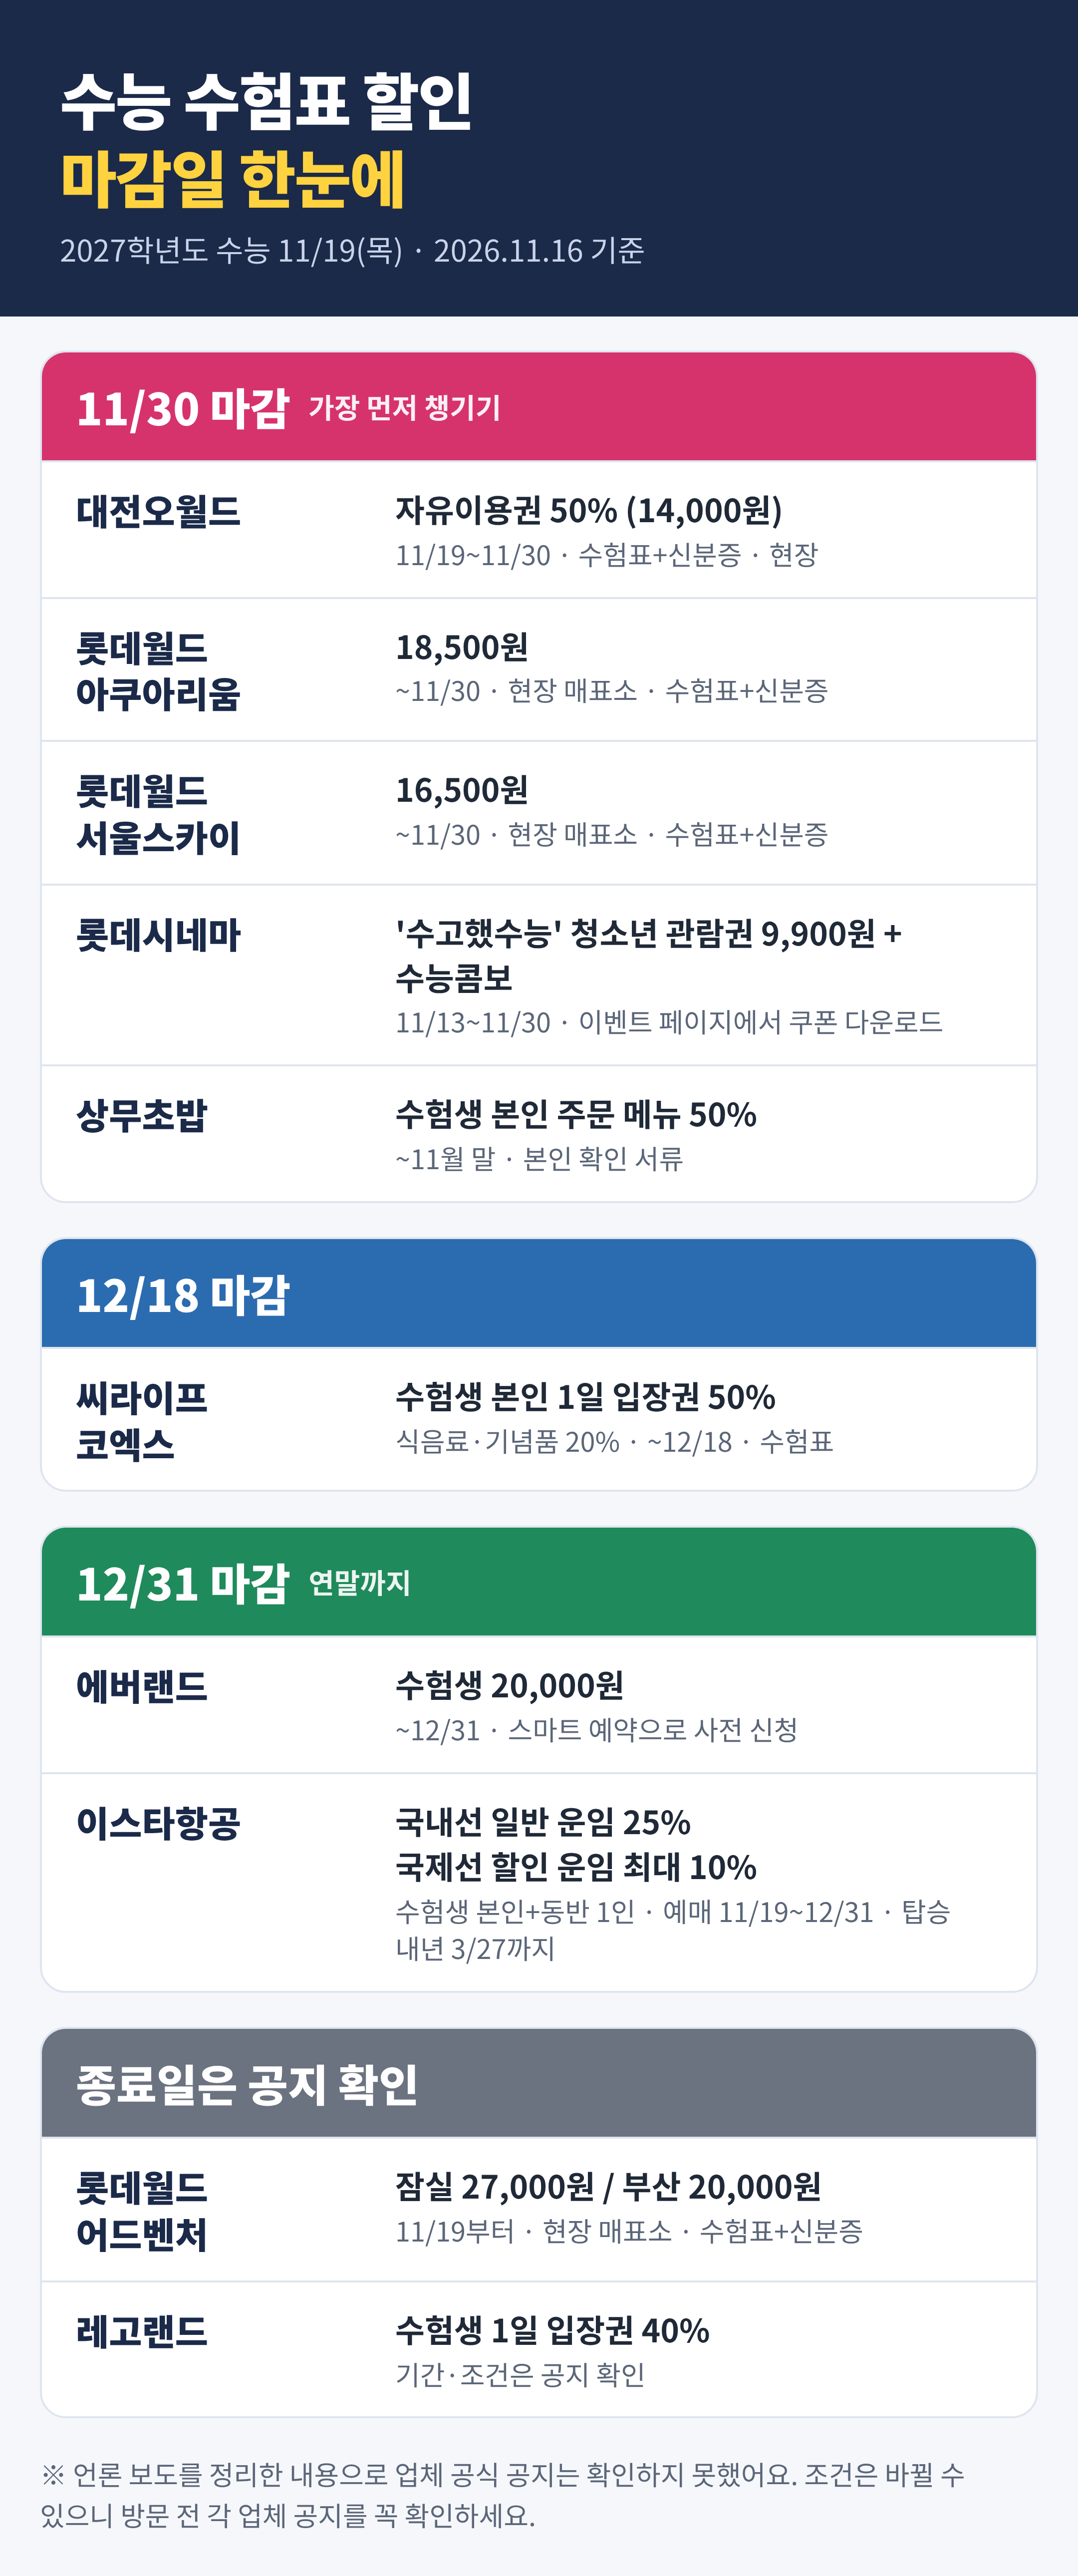 수능 수험표 할인
마감일 한눈에
2027학년도 수능 11/19(목) · 2026.11.16 기준
11/30 마감 가장 먼저 챙기기
대전오월드
자유이용권 50% (14,000원)
11/19~11/30 · 수험표+신분증 · 현장
롯데월드
아쿠아리움
18,500원
~11/30 · 현장 매표소 · 수험표+신분증
롯데월드
서울스카이
16,500원
~11/30 · 현장 매표소 · 수험표+신분증
롯데시네마
'수고했수능' 청소년 관람권 9,900원 +
수능콤보
11/13~11/30 · 이벤트 페이지에서 쿠폰 다운로드
상무초밥
수험생 본인 주문 메뉴 50%
~11월 말 · 본인 확인 서류
12/18 마감
씨라이프
코엑스
수험생 본인 1일 입장권 50%
식음료·기념품 20% · ~12/18 · 수험표
12/31 마감 연말까지
에버랜드
수험생 20,000원
~12/31 · 스마트 예약으로 사전 신청
이스타항공
국내선 일반 운임 25%
국제선 할인 운임 최대 10%
수험생 본인+동반 1인 · 예매 11/19~12/31 · 탑승
내년 3/27까지
종료일은 공지 확인
롯데월드
어드벤처
잠실 27,000원 / 부산 20,000원
11/19부터 · 현장 매표소 · 수험표+신분증
레고랜드
수험생 1일 입장권 40%
기간·조건은 공지 확인
※ 언론 보도를 정리한 내용으로 업체 공식 공지는 확인하지 못했어요. 조건은 바뀔 수
있으니 방문 전 각 업체 공지를 꼭 확인하세요.